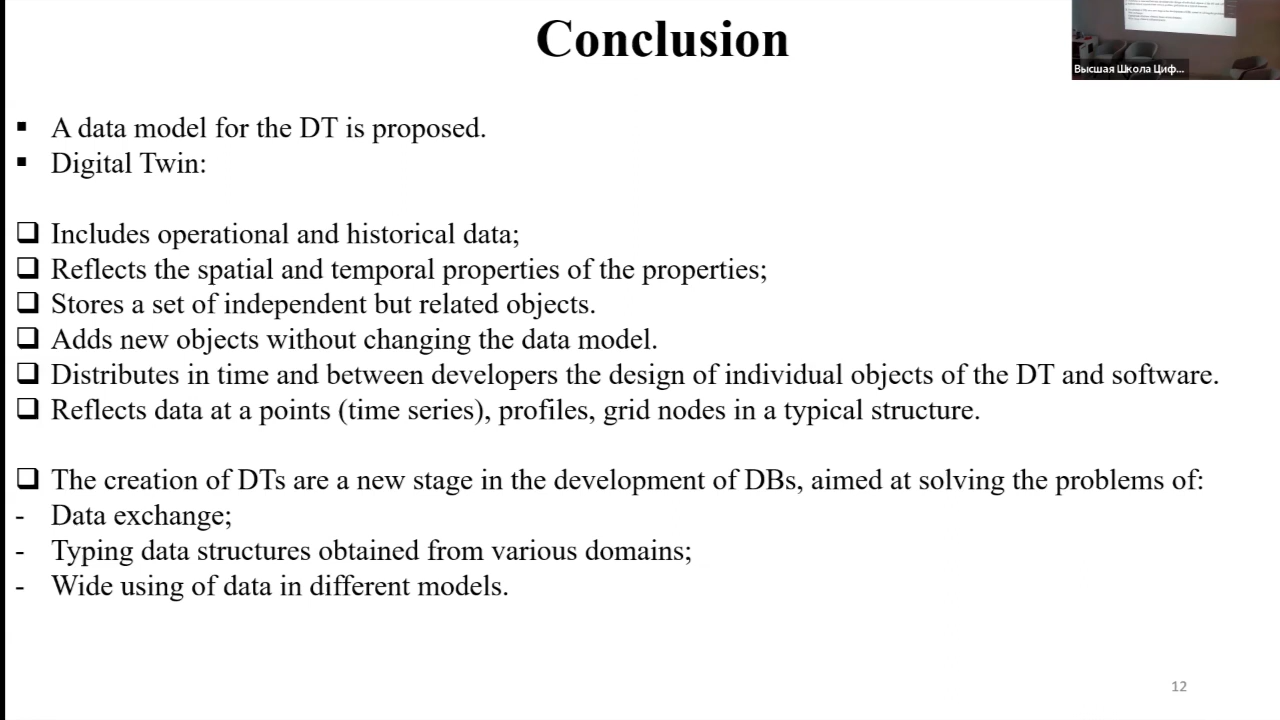 Conclusion
Высшая Школа Циф...
▪ A data model for the DT is proposed.
▪ Digital Twin:
❑ Includes operational and historical data;
❑ Reflects the spatial and temporal properties of the properties;
❑ Stores a set of independent but related objects.
❑ Adds new objects without changing the data model.
❑ Distributes in time and between developers the design of individual objects of the DT and software.
❑ Reflects data at a points (time series), profiles, grid nodes in a typical structure.
❑ The creation of DTs are a new stage in the development of DBs, aimed at solving the problems of:
- Data exchange;
- Typing data structures obtained from various domains;
- Wide using of data in different models.
12